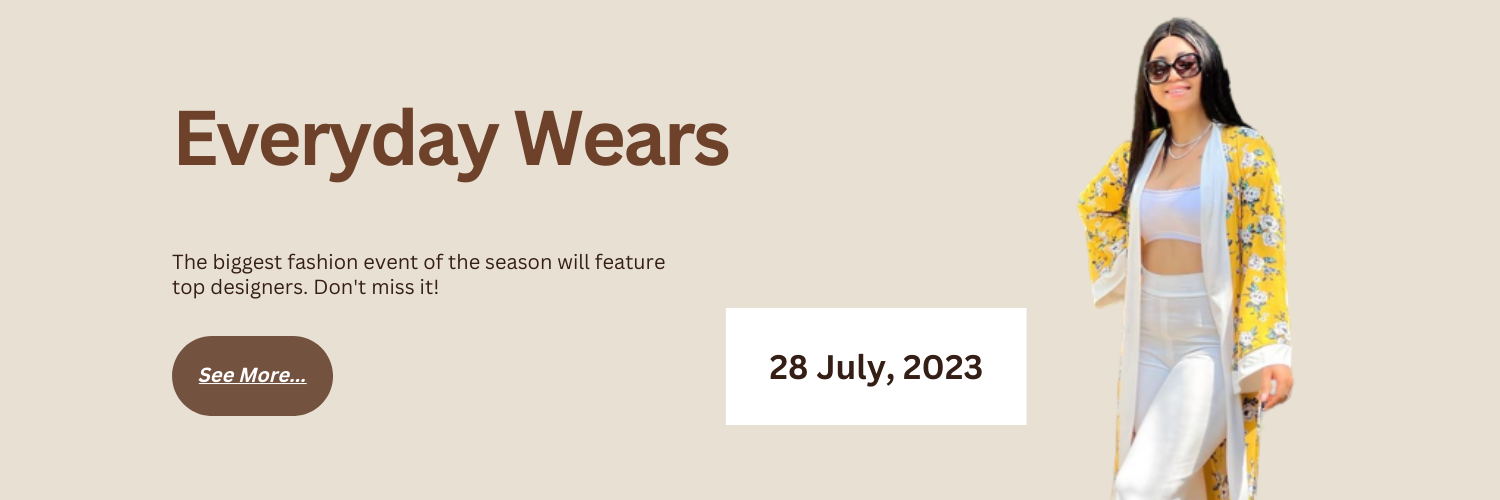 Everyday Wears
The biggest fashion event of the season will feature
top designers. Don't miss it!
See More...
28 July, 2023